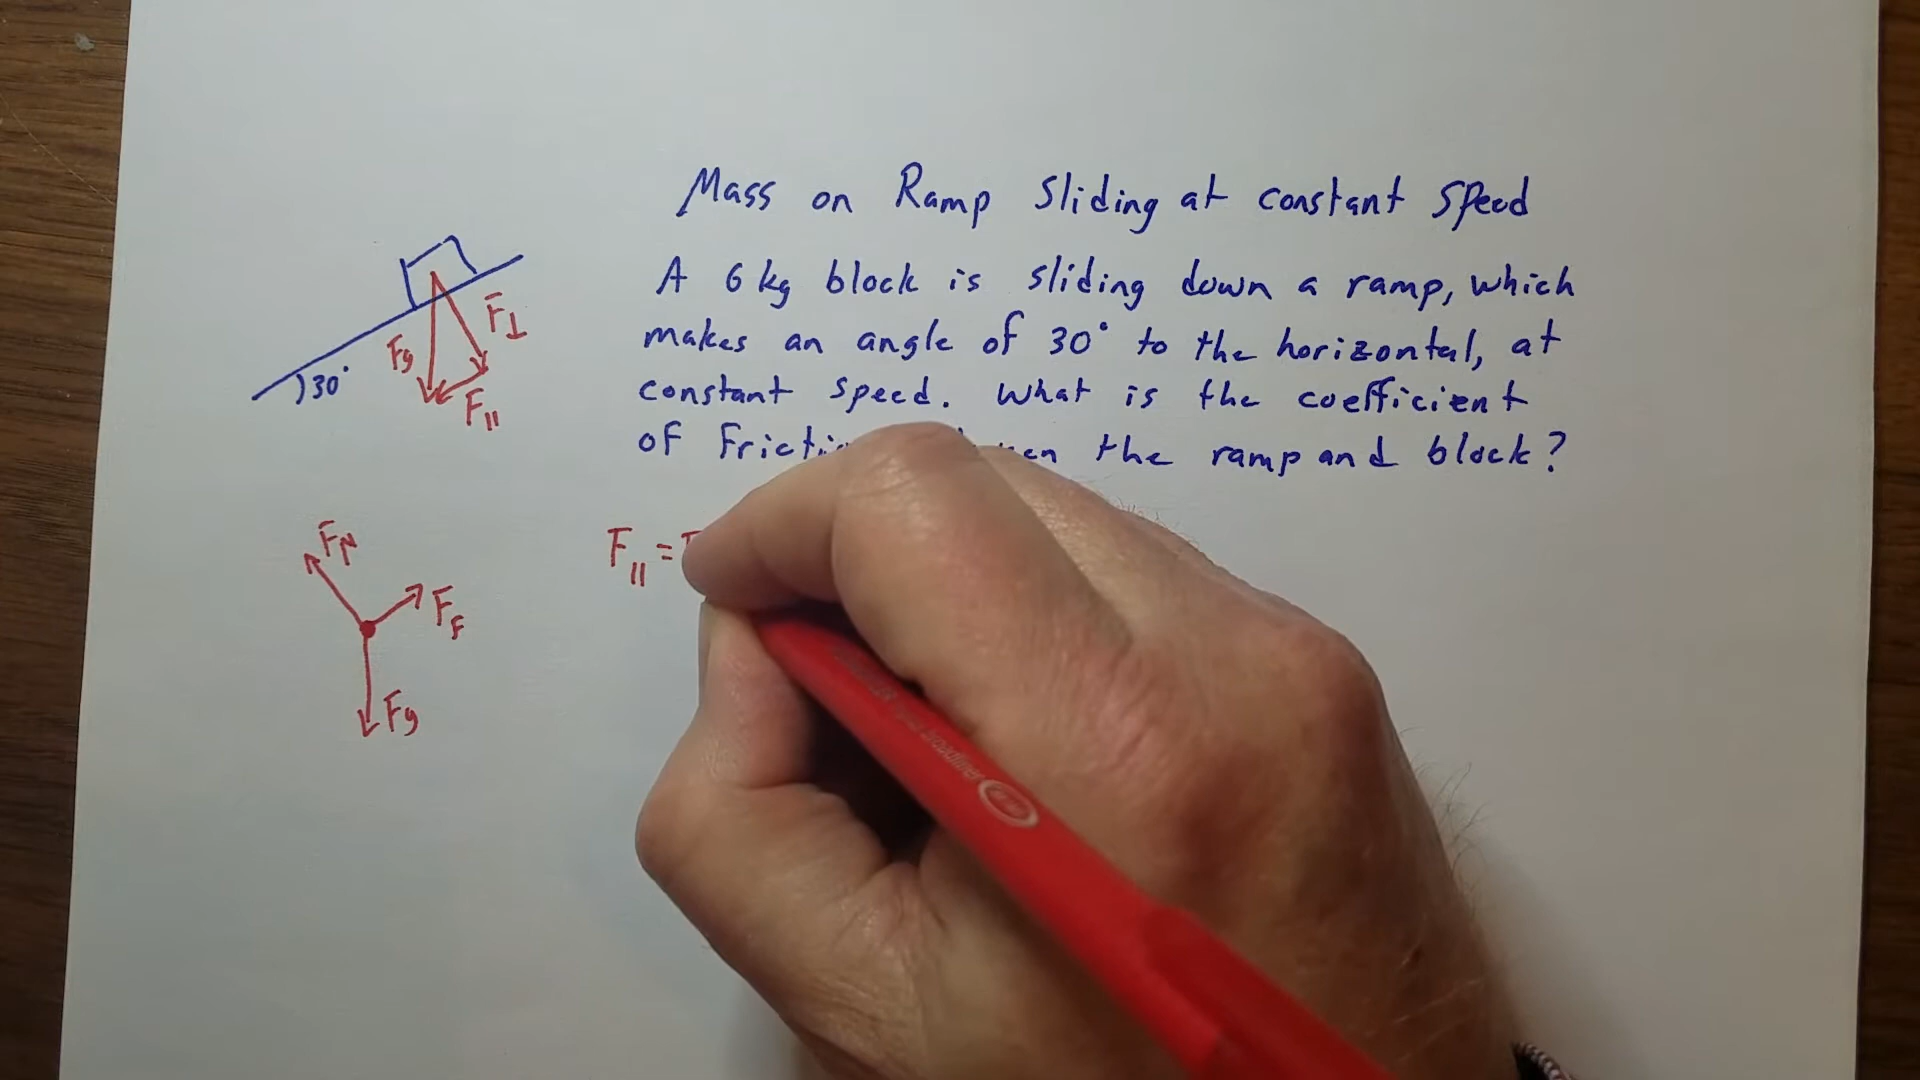 Mass on Ramp Sliding at constant speed
A 6 kg block is sliding down a ramp, which
makes an angle of 30° to the horizontal, at
constant speed. What is the coefficient
of the ramp and block?
F⊥
Fg
30°
F||
FN
FF
Fg
F|| =